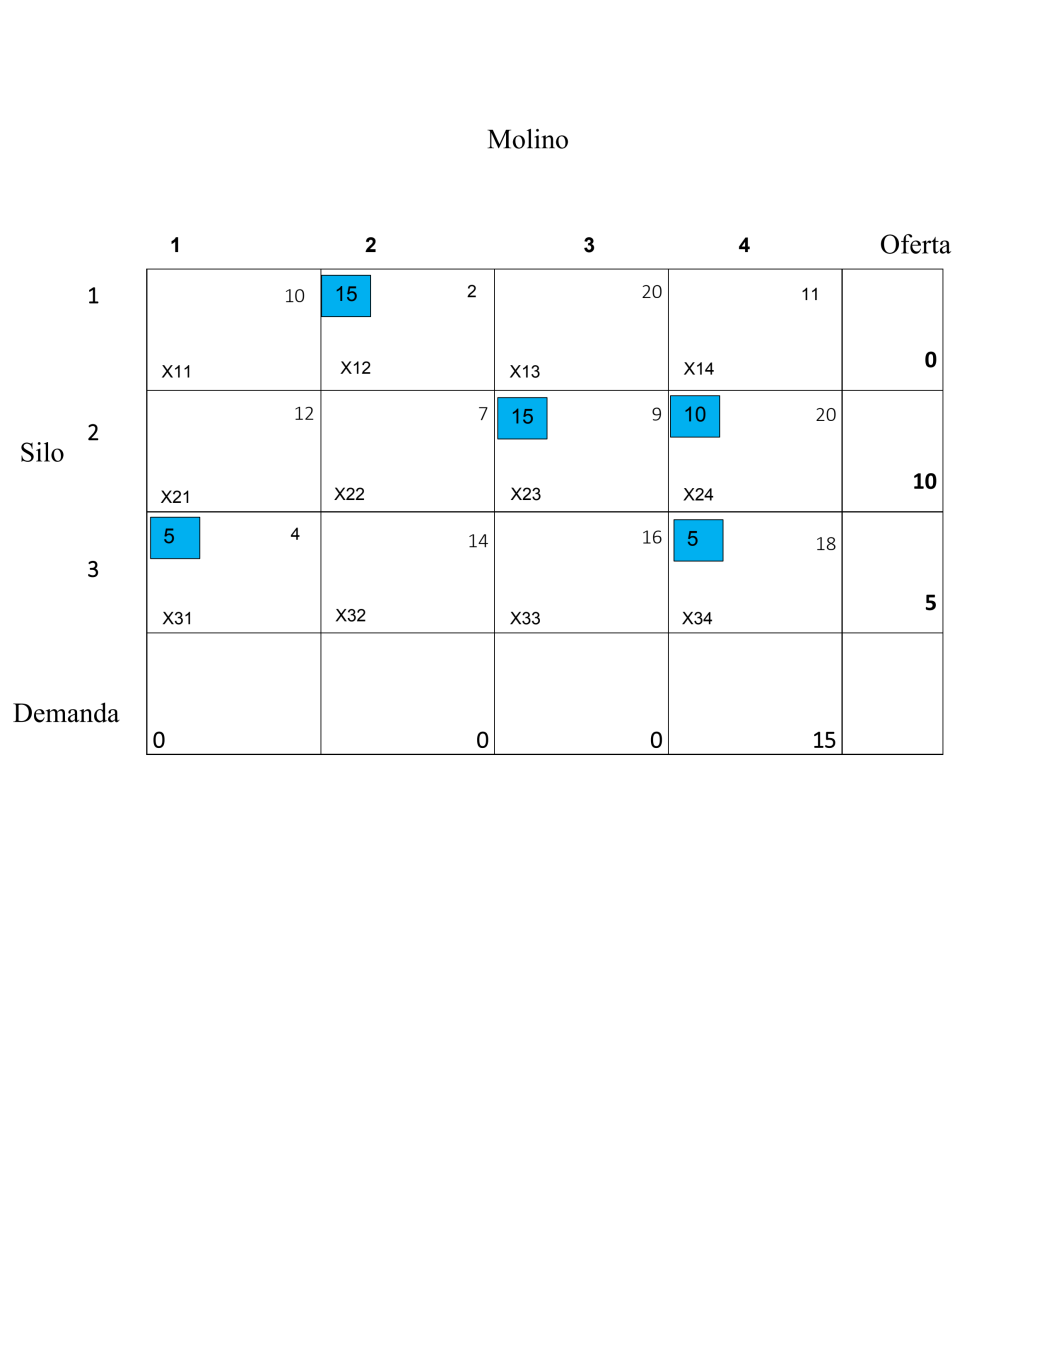 Molino
1 2 3 4 Oferta
1 10 15 2 20 11 0
X11 X12 X13 X14
Silo 2 12 7 15 9 10 20 10
X21 X22 X23 X24
3 5 4 14 16 5 18 5
X31 X32 X33 X34
Demanda 0 0 0 15